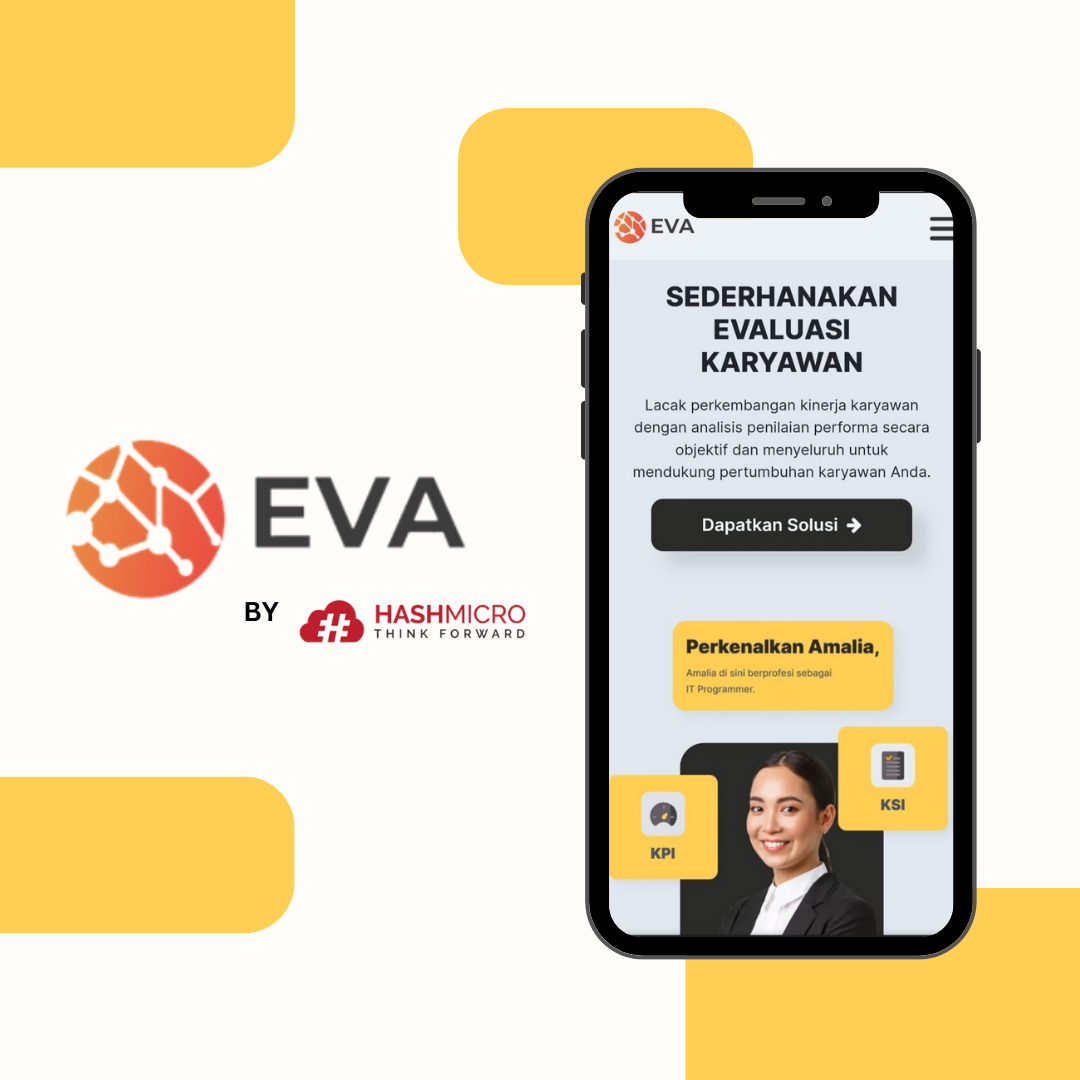 EVA
BY
HASHMICRO
THINK FORWARD
EVA
SEDERHANAKAN
EVALUASI
KARYAWAN
Lacak perkembangan kinerja karyawan
dengan analisis penilaian performa secara
objektif dan menyeluruh untuk
mendukung pertumbuhan karyawan Anda.
Dapatkan Solusi →
Perkenalkan Amalia,
Amalia di sini berprofesi sebagai
IT Programmer.
KSI
KPI